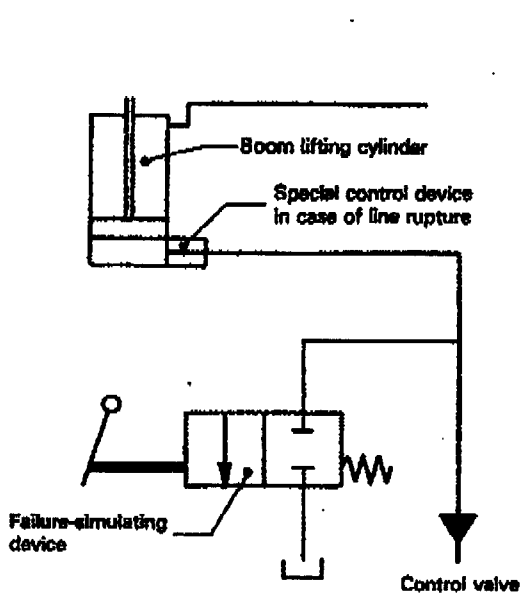 Boom lifting cylinder
Special control device
in case of line rupture
Failure-simulating
device
Control valve